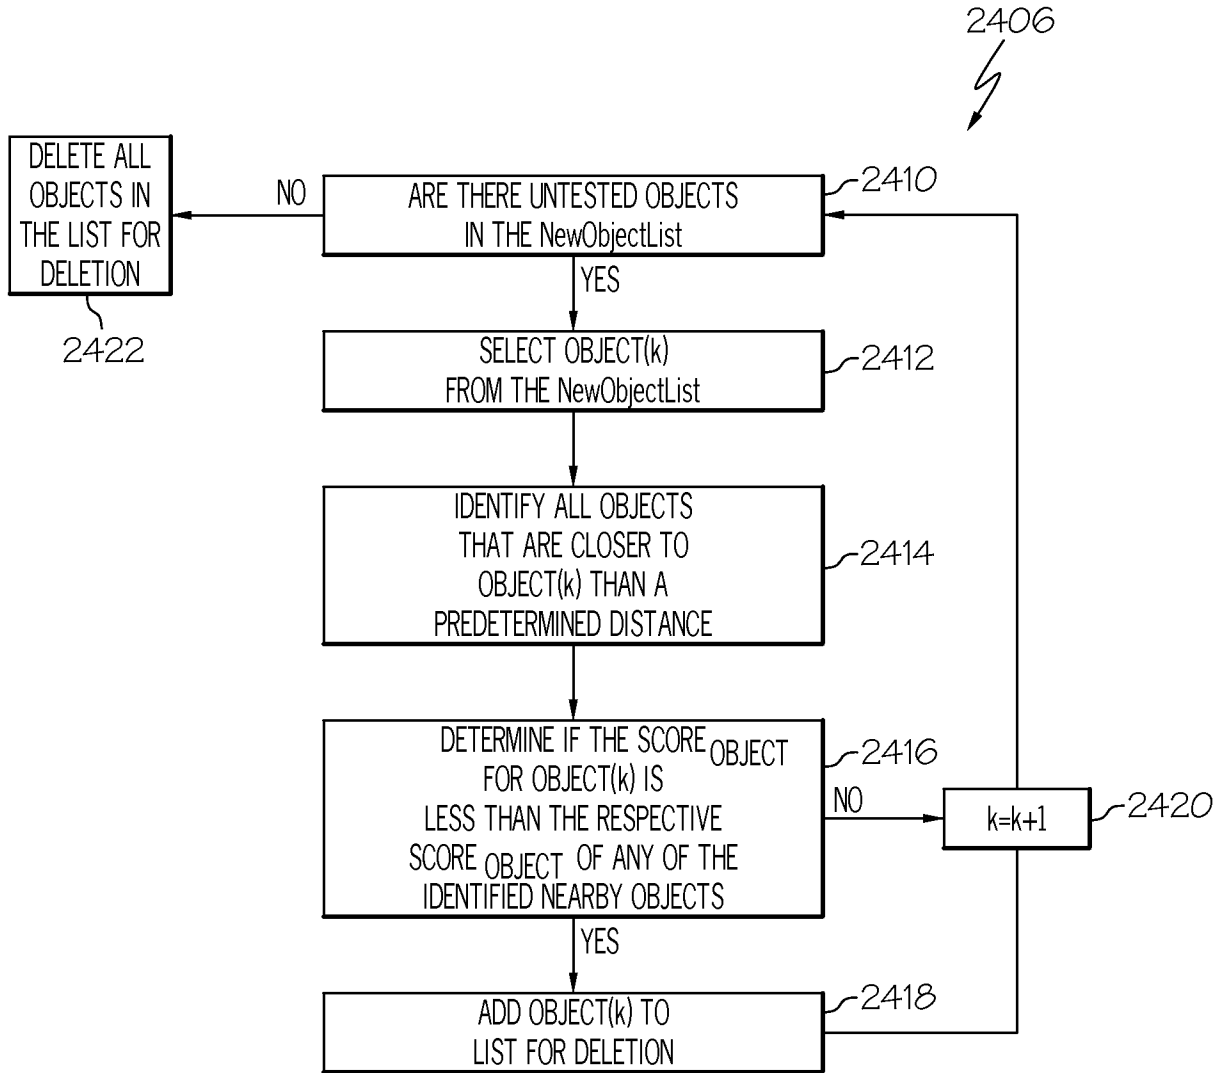 2406
DELETE ALL
OBJECTS IN
THE LIST FOR
DELETION
2422
NO
ARE THERE UNTESTED OBJECTS
IN THE NewObjectList
2410
YES
SELECT OBJECT(k)
FROM THE NewObjectList
2412
IDENTIFY ALL OBJECTS
THAT ARE CLOSER TO
OBJECT(k) THAN A
PREDETERMINED DISTANCE
2414
DETERMINE IF THE SCORE OBJECT
FOR OBJECT(k) IS
LESS THAN THE RESPECTIVE
SCORE OBJECT OF ANY OF THE
IDENTIFIED NEARBY OBJECTS
2416
NO
k=k+1
2420
YES
ADD OBJECT(k) TO
LIST FOR DELETION
2418